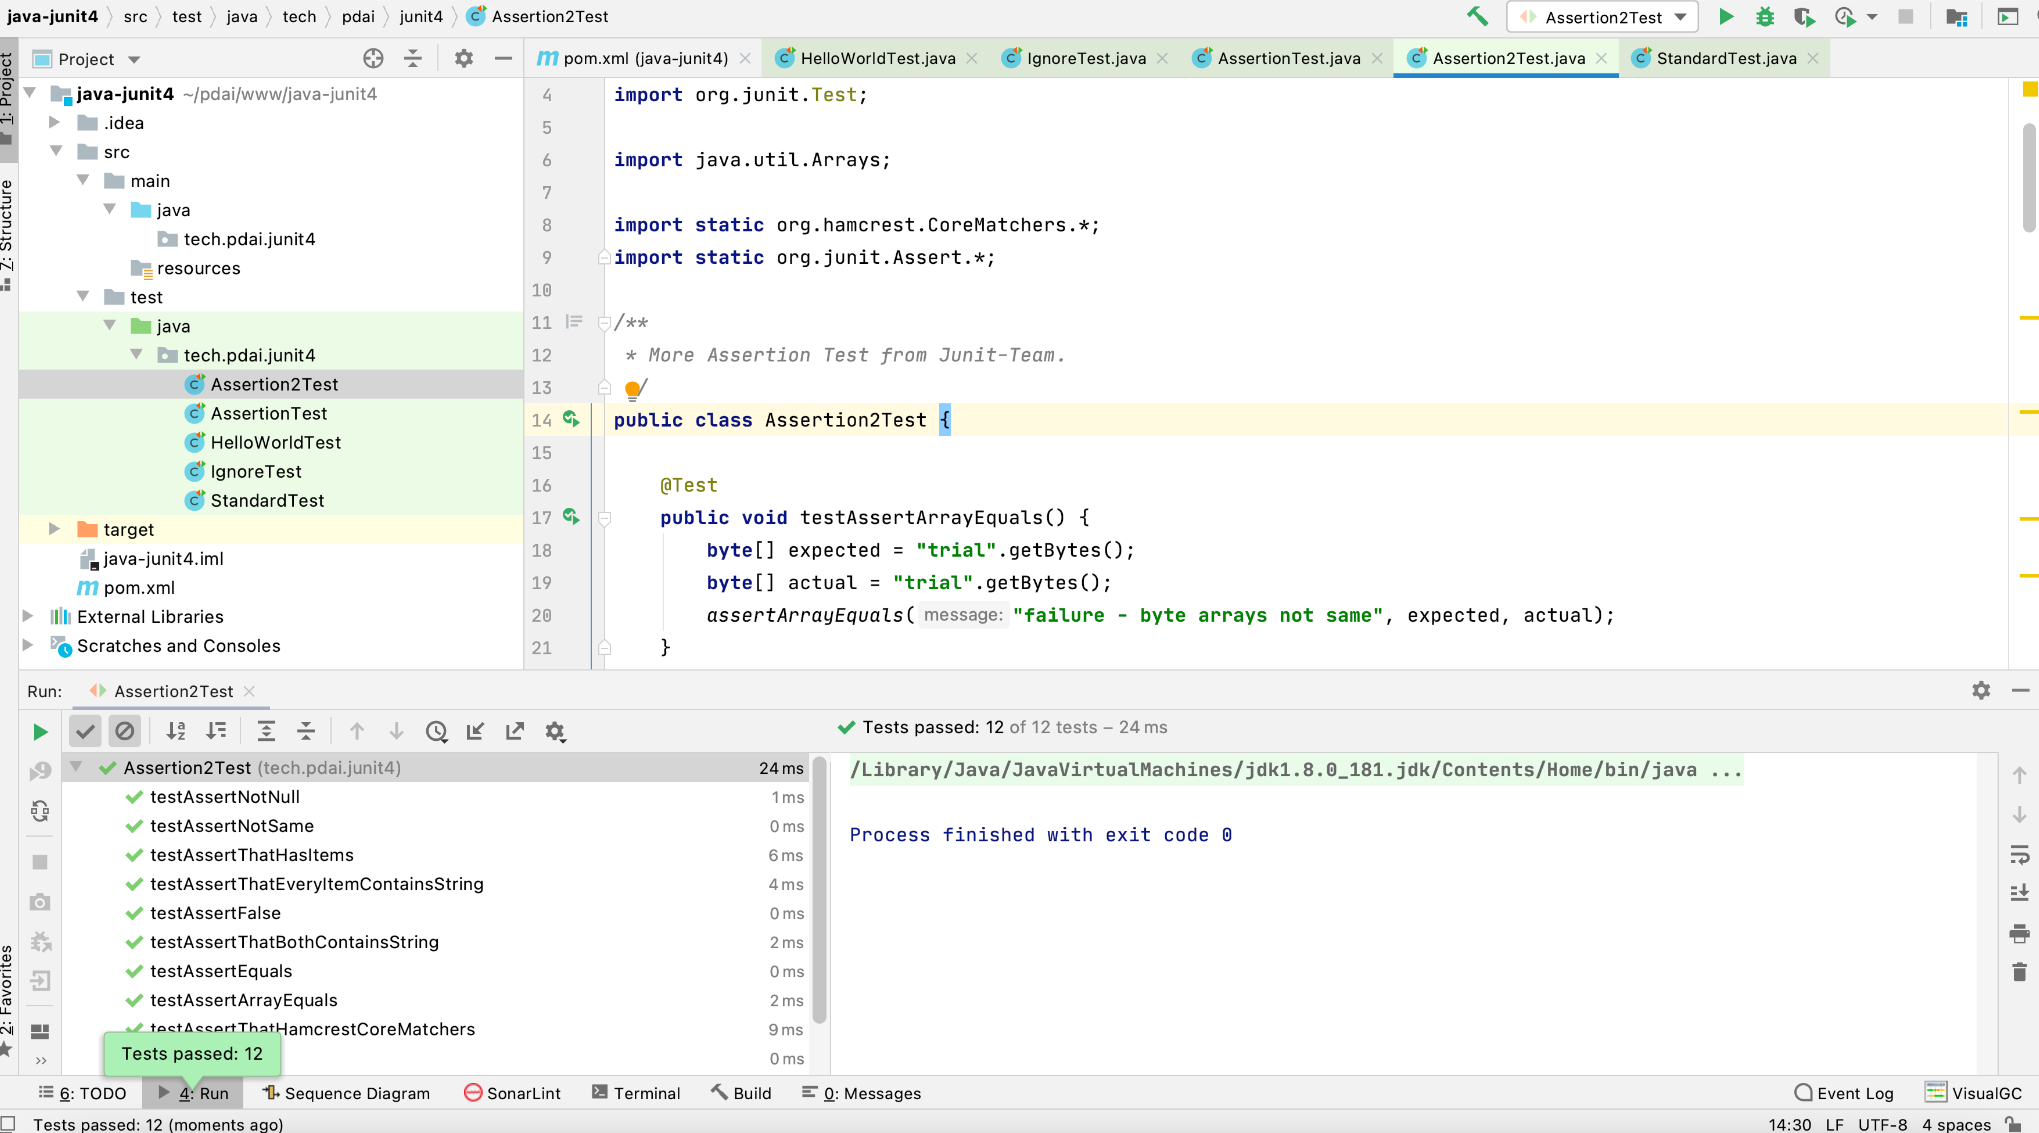 java-junit4 src test java tech pdai junit4 Assertion2Test
Assertion2Test
1: Project
7: Structure
2: Favorites
Project
pom.xml (java-junit4) HelloWorldTest.java IgnoreTest.java AssertionTest.java Assertion2Test.java StandardTest.java
java-junit4 ~/pdai/www/java-junit4
.idea
src
main
java
tech.pdai.junit4
resources
test
java
tech.pdai.junit4
Assertion2Test
AssertionTest
HelloWorldTest
IgnoreTest
StandardTest
target
java-junit4.iml
pom.xml
External Libraries
Scratches and Consoles
4 import org.junit.Test;
5
6 import java.util.Arrays;
7
8 import static org.hamcrest.CoreMatchers.*;
9 import static org.junit.Assert.*;
10
11 /**
12 * More Assertion Test from Junit-Team.
13 /
14 public class Assertion2Test {
15
16 @Test
17 public void testAssertArrayEquals() {
18 byte[] expected = "trial".getBytes();
19 byte[] actual = "trial".getBytes();
20 assertArrayEquals( message: "failure - byte arrays not same", expected, actual);
21 }
Run: Assertion2Test
Tests passed: 12 of 12 tests – 24 ms
Assertion2Test (tech.pdai.junit4) 24 ms
testAssertNotNull 1 ms
testAssertNotSame 0 ms
testAssertThatHasItems 6 ms
testAssertThatEveryItemContainsString 4 ms
testAssertFalse 0 ms
testAssertThatBothContainsString 2 ms
testAssertEquals 0 ms
testAssertArrayEquals 2 ms
testAssertThatHamcrestCoreMatchers 9 ms
0 ms
/Library/Java/JavaVirtualMachines/jdk1.8.0_181.jdk/Contents/Home/bin/java ...
Process finished with exit code 0
Tests passed: 12
6: TODO 4: Run Sequence Diagram SonarLint Terminal Build 0: Messages Event Log VisualGC
Tests passed: 12 (moments ago) 14:30 LF UTF-8 4 spaces